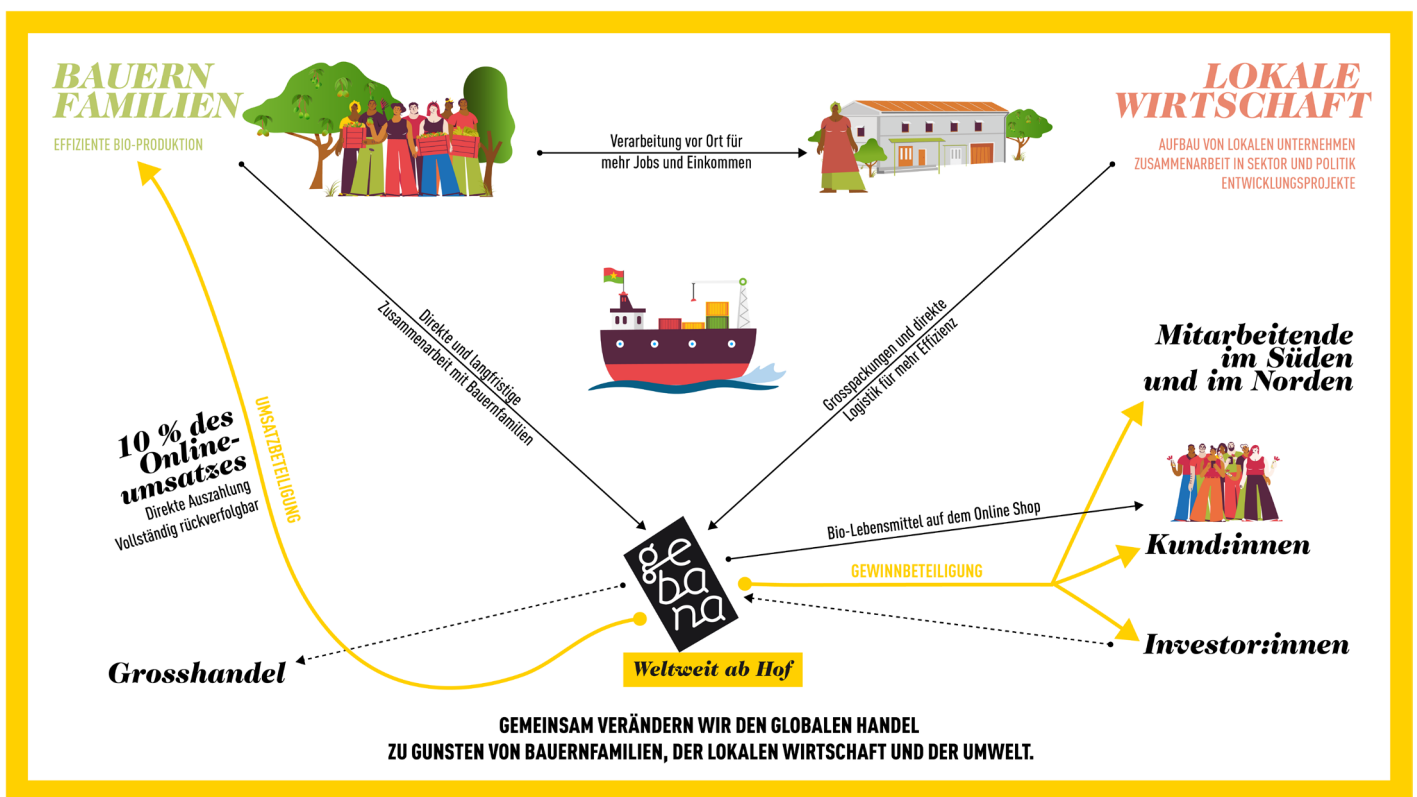 BAUERN
FAMILIEN
EFFIZIENTE BIO-PRODUKTION
Verarbeitung vor Ort für
mehr Jobs und Einkommen
LOKALE
WIRTSCHAFT
AUFBAU VON LOKALEN UNTERNEHMEN
ZUSAMMENARBEIT IN SEKTOR UND POLITIK
ENTWICKLUNGSPROJEKTE
Direkte und langfristige
Zusammenarbeit mit Bauernfamilien
Grosspackungen und direkte
Logistik für mehr Effizienz
Mitarbeitende
im Süden
und im Norden
10 % des
Online-
umsatzes
Direkte Auszahlung
Vollständig rückverfolgbar
UMSATZBETEILIGUNG
Bio-Lebensmittel auf dem Online Shop
Kund:innen
GEWINNBETEILIGUNG
ge
ba
na
Weltweit ab Hof
Grosshandel
Investor:innen
GEMEINSAM VERÄNDERN WIR DEN GLOBALEN HANDEL
ZU GUNSTEN VON BAUERNFAMILIEN, DER LOKALEN WIRTSCHAFT UND DER UMWELT.